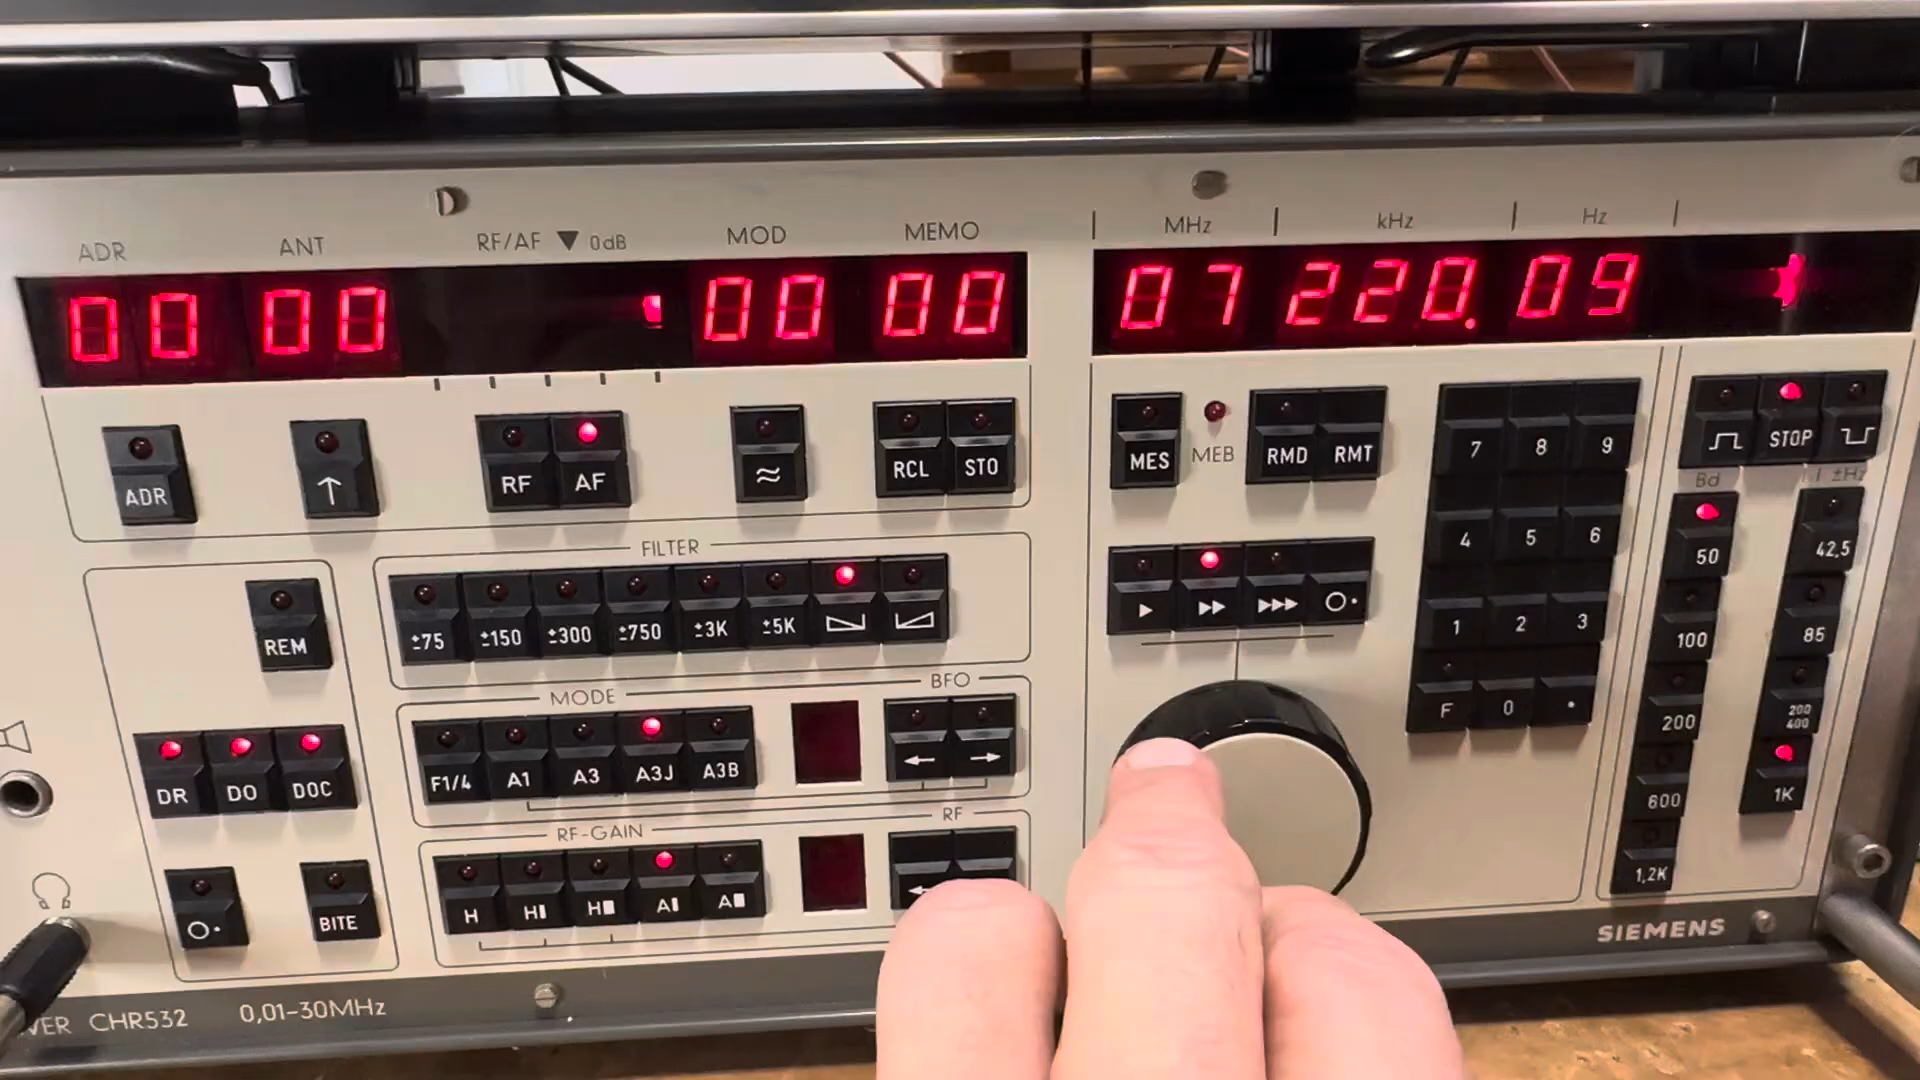 ADR ANT RF/AF ▼ 0dB MOD MEMO MHz kHz Hz
00 00 00 00 07 220.09
ADR ↑ RF AF ≈ RCL STO MES MEB RMD RMT 7 8 9 STOP
Bd ±Hz
FILTER
REM ±75 ±150 ±300 ±750 ±3K ±5K ▶ ▶▶ ▶▶▶ O• 4 5 6 50 42,5
1 2 3 100 85
MODE BFO
DR DO DOC F1/4 A1 A3 A3J A3B ← → F 0 • 200 200 400
RF-GAIN RF
600 1K
O• BITE H HI H■ AI A■ ← 1,2K
SIEMENS
VER CHR532 0,01-30MHz